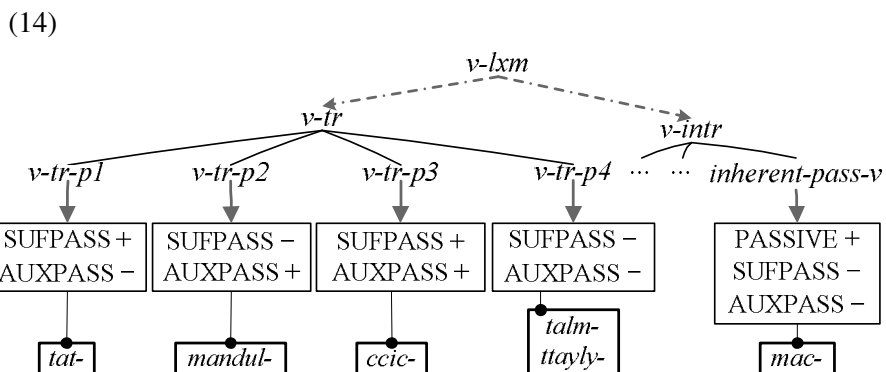 (14)
v-lxm
v-tr
v-intr
v-tr-p1 v-tr-p2 v-tr-p3 v-tr-p4 ... ... inherent-pass-v
SUFPASS + SUFPASS − SUFPASS + SUFPASS − PASSIVE +
AUXPASS − AUXPASS + AUXPASS + AUXPASS − SUFPASS −
AUXPASS −
talm-
tat- mandul- ccic- ttayly- mac-